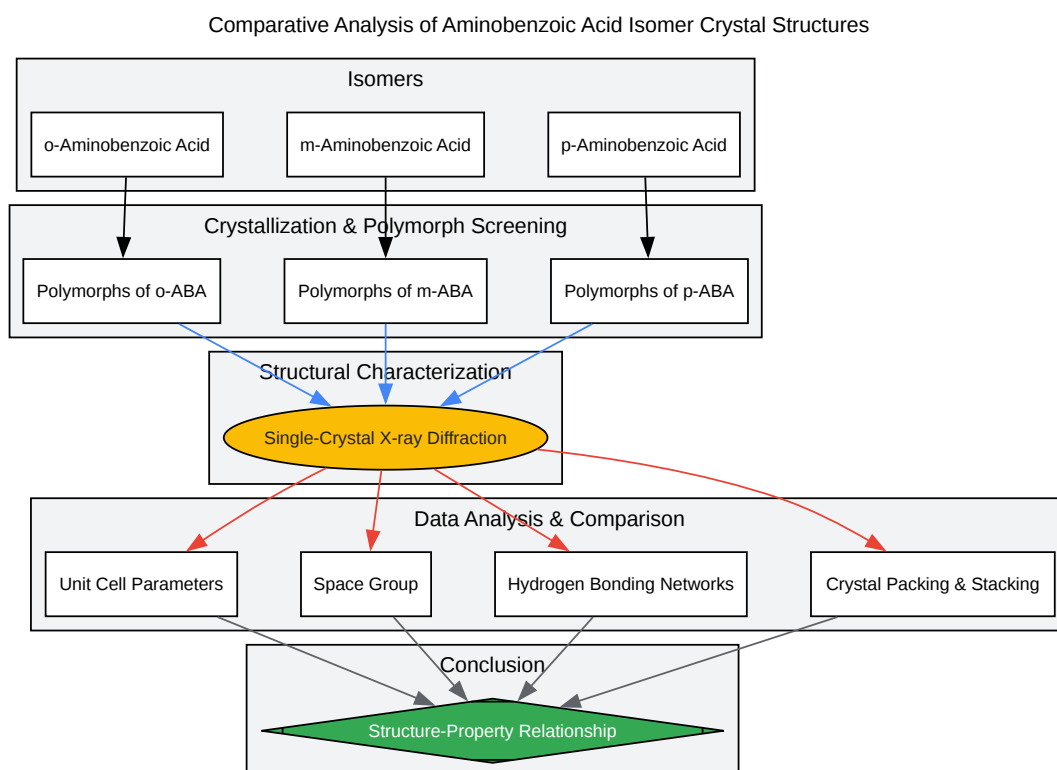 Comparative Analysis of Aminobenzoic Acid Isomer Crystal Structures
Isomers
o-Aminobenzoic Acid
m-Aminobenzoic Acid
p-Aminobenzoic Acid
Crystallization & Polymorph Screening
Polymorphs of o-ABA
Polymorphs of m-ABA
Polymorphs of p-ABA
Structural Characterization
Single-Crystal X-ray Diffraction
Data Analysis & Comparison
Unit Cell Parameters
Space Group
Hydrogen Bonding Networks
Crystal Packing & Stacking
Conclusion
Structure-Property Relationship